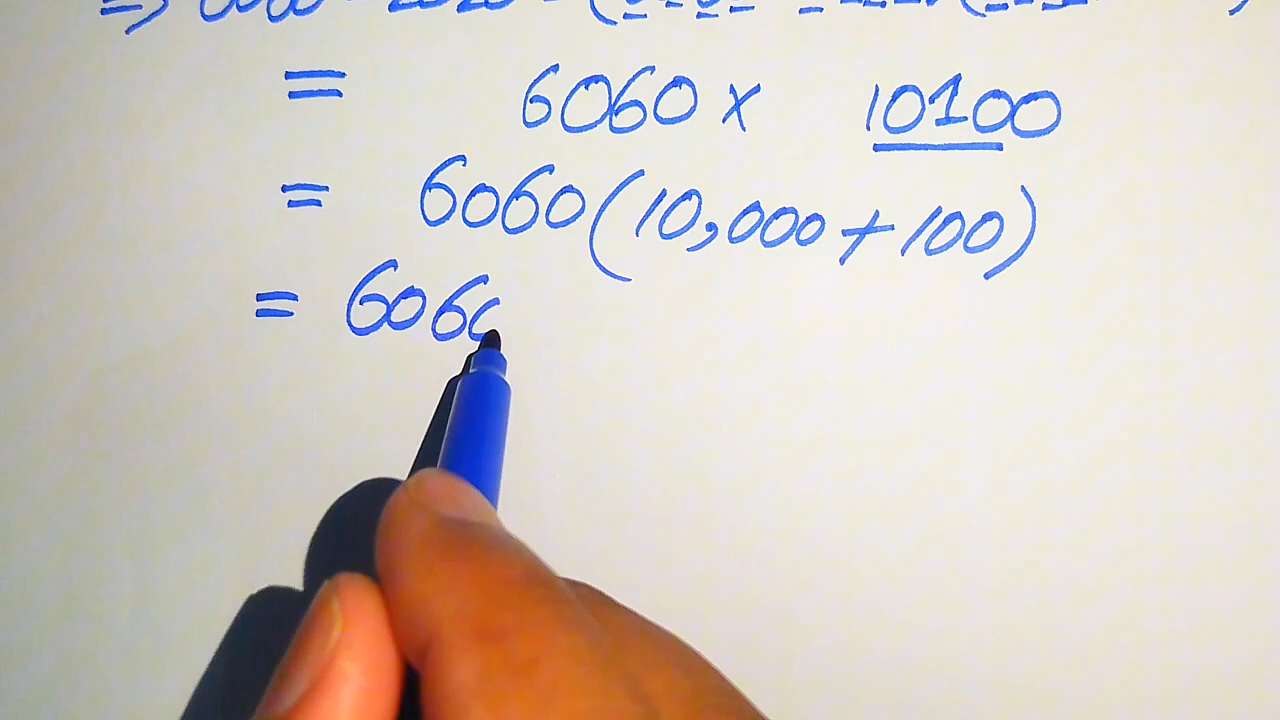 = 6060 x 10100
= 6060(10,000+100)
= 606